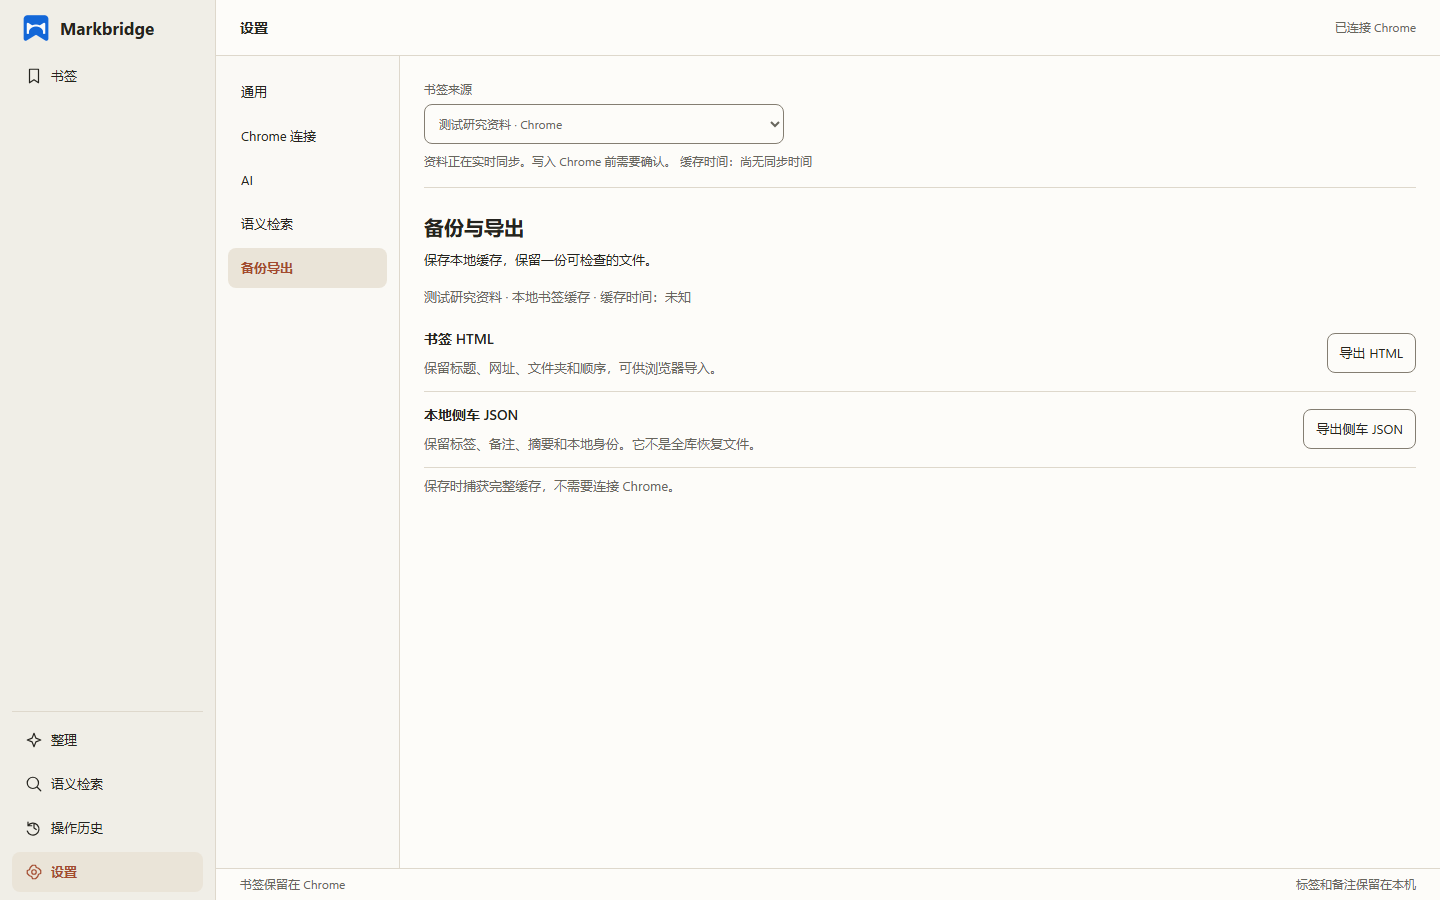 Markbridge
书签
整理
语义检索
操作历史
设置
设置
已连接 Chrome
通用
Chrome 连接
AI
语义检索
备份导出
书签来源
测试研究资料 · Chrome
资料正在实时同步。写入 Chrome 前需要确认。 缓存时间：尚无同步时间
备份与导出
保存本地缓存，保留一份可检查的文件。
测试研究资料 · 本地书签缓存 · 缓存时间：未知
书签 HTML
保留标题、网址、文件夹和顺序，可供浏览器导入。
导出 HTML
本地侧车 JSON
保留标签、备注、摘要和本地身份。它不是全库恢复文件。
导出侧车 JSON
保存时捕获完整缓存，不需要连接 Chrome。
书签保留在 Chrome
标签和备注保留在本机